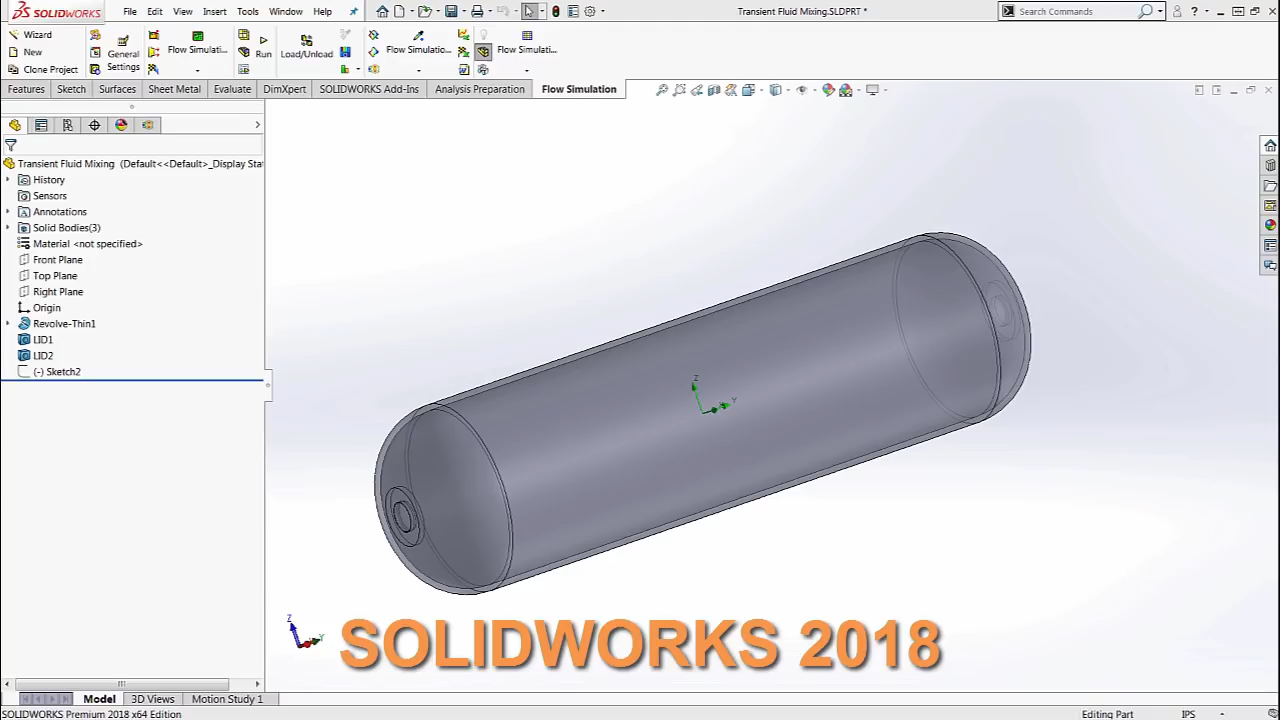 SOLIDWORKS
File Edit View Insert Tools Window Help
Transient Fluid Mixing.SLDPRT *
Search Commands
Wizard
New
Clone Project
General Settings
Flow Simulati...
Run
Load/Unload
Flow Simulatio...
Flow Simulati...
Features Sketch Surfaces Sheet Metal Evaluate DimXpert SOLIDWORKS Add-Ins Analysis Preparation Flow Simulation
Transient Fluid Mixing (Default<<Default>_Display Sta
History
Sensors
Annotations
Solid Bodies(3)
Material <not specified>
Front Plane
Top Plane
Right Plane
Origin
Revolve-Thin1
LID1
LID2
(-) Sketch2
Z
Y
Z
Y
SOLIDWORKS 2018
Model 3D Views Motion Study 1
SOLIDWORKS Premium 2018 x64 Edition
Editing Part
IPS -